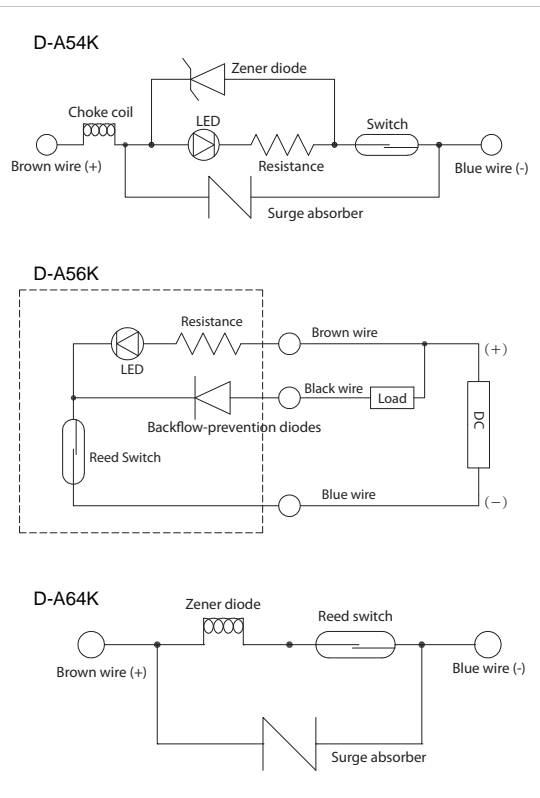 D-A54K
Zener diode
Choke coil
LED
Switch
Brown wire (+)
Resistance
Blue wire (-)
Surge absorber
D-A56K
Resistance
Brown wire
(+)
LED
Black wire
Load
DC
Backflow-prevention diodes
Reed Switch
Blue wire
(−)
D-A64K
Zener diode
Reed switch
Brown wire (+)
Blue wire (-)
Surge absorber